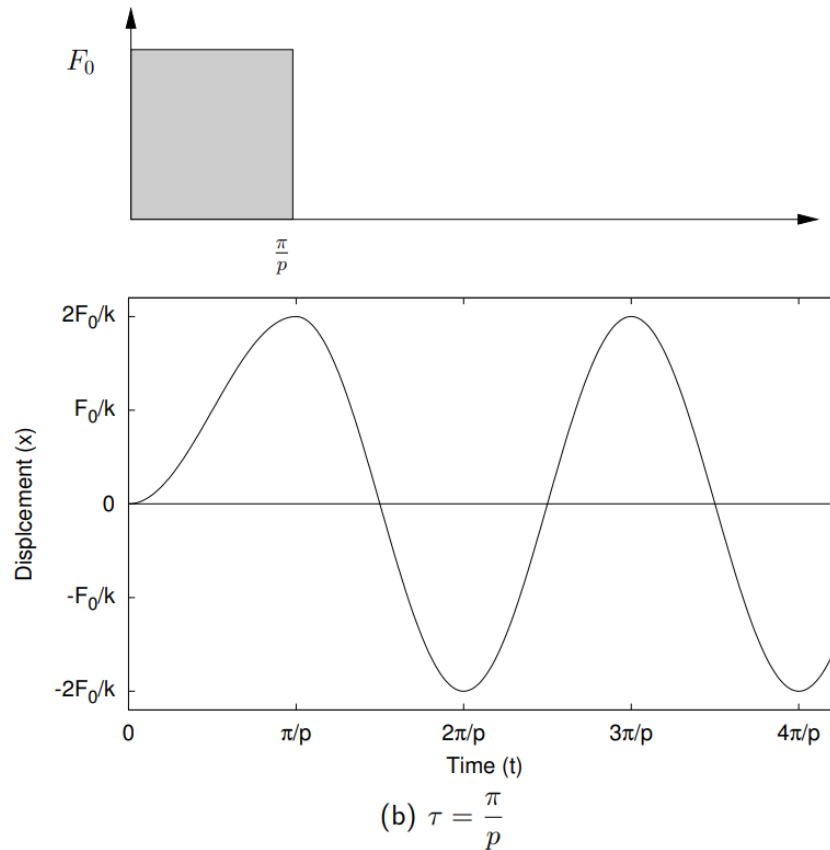 F₀
π/p
2F₀/k
F₀/k
0
-F₀/k
-2F₀/k
Displcement (x)
0 π/p 2π/p 3π/p 4π/p
Time (t)
(b) τ = π/p